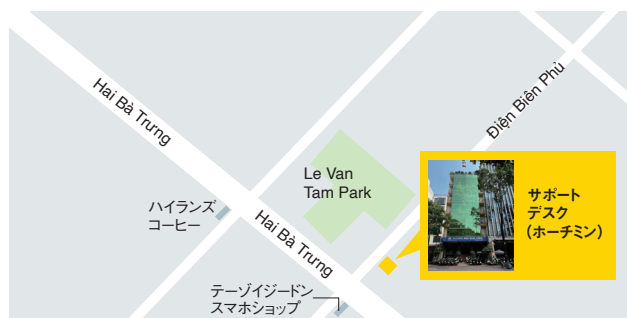 Hai Bà Trưng
Điện Biên Phủ
Le Van
Tam Park
ハイランズ
コーヒー
Hai Bà Trưng
サポート
デスク
(ホーチミン)
テーゾイジードン
スマホショップ